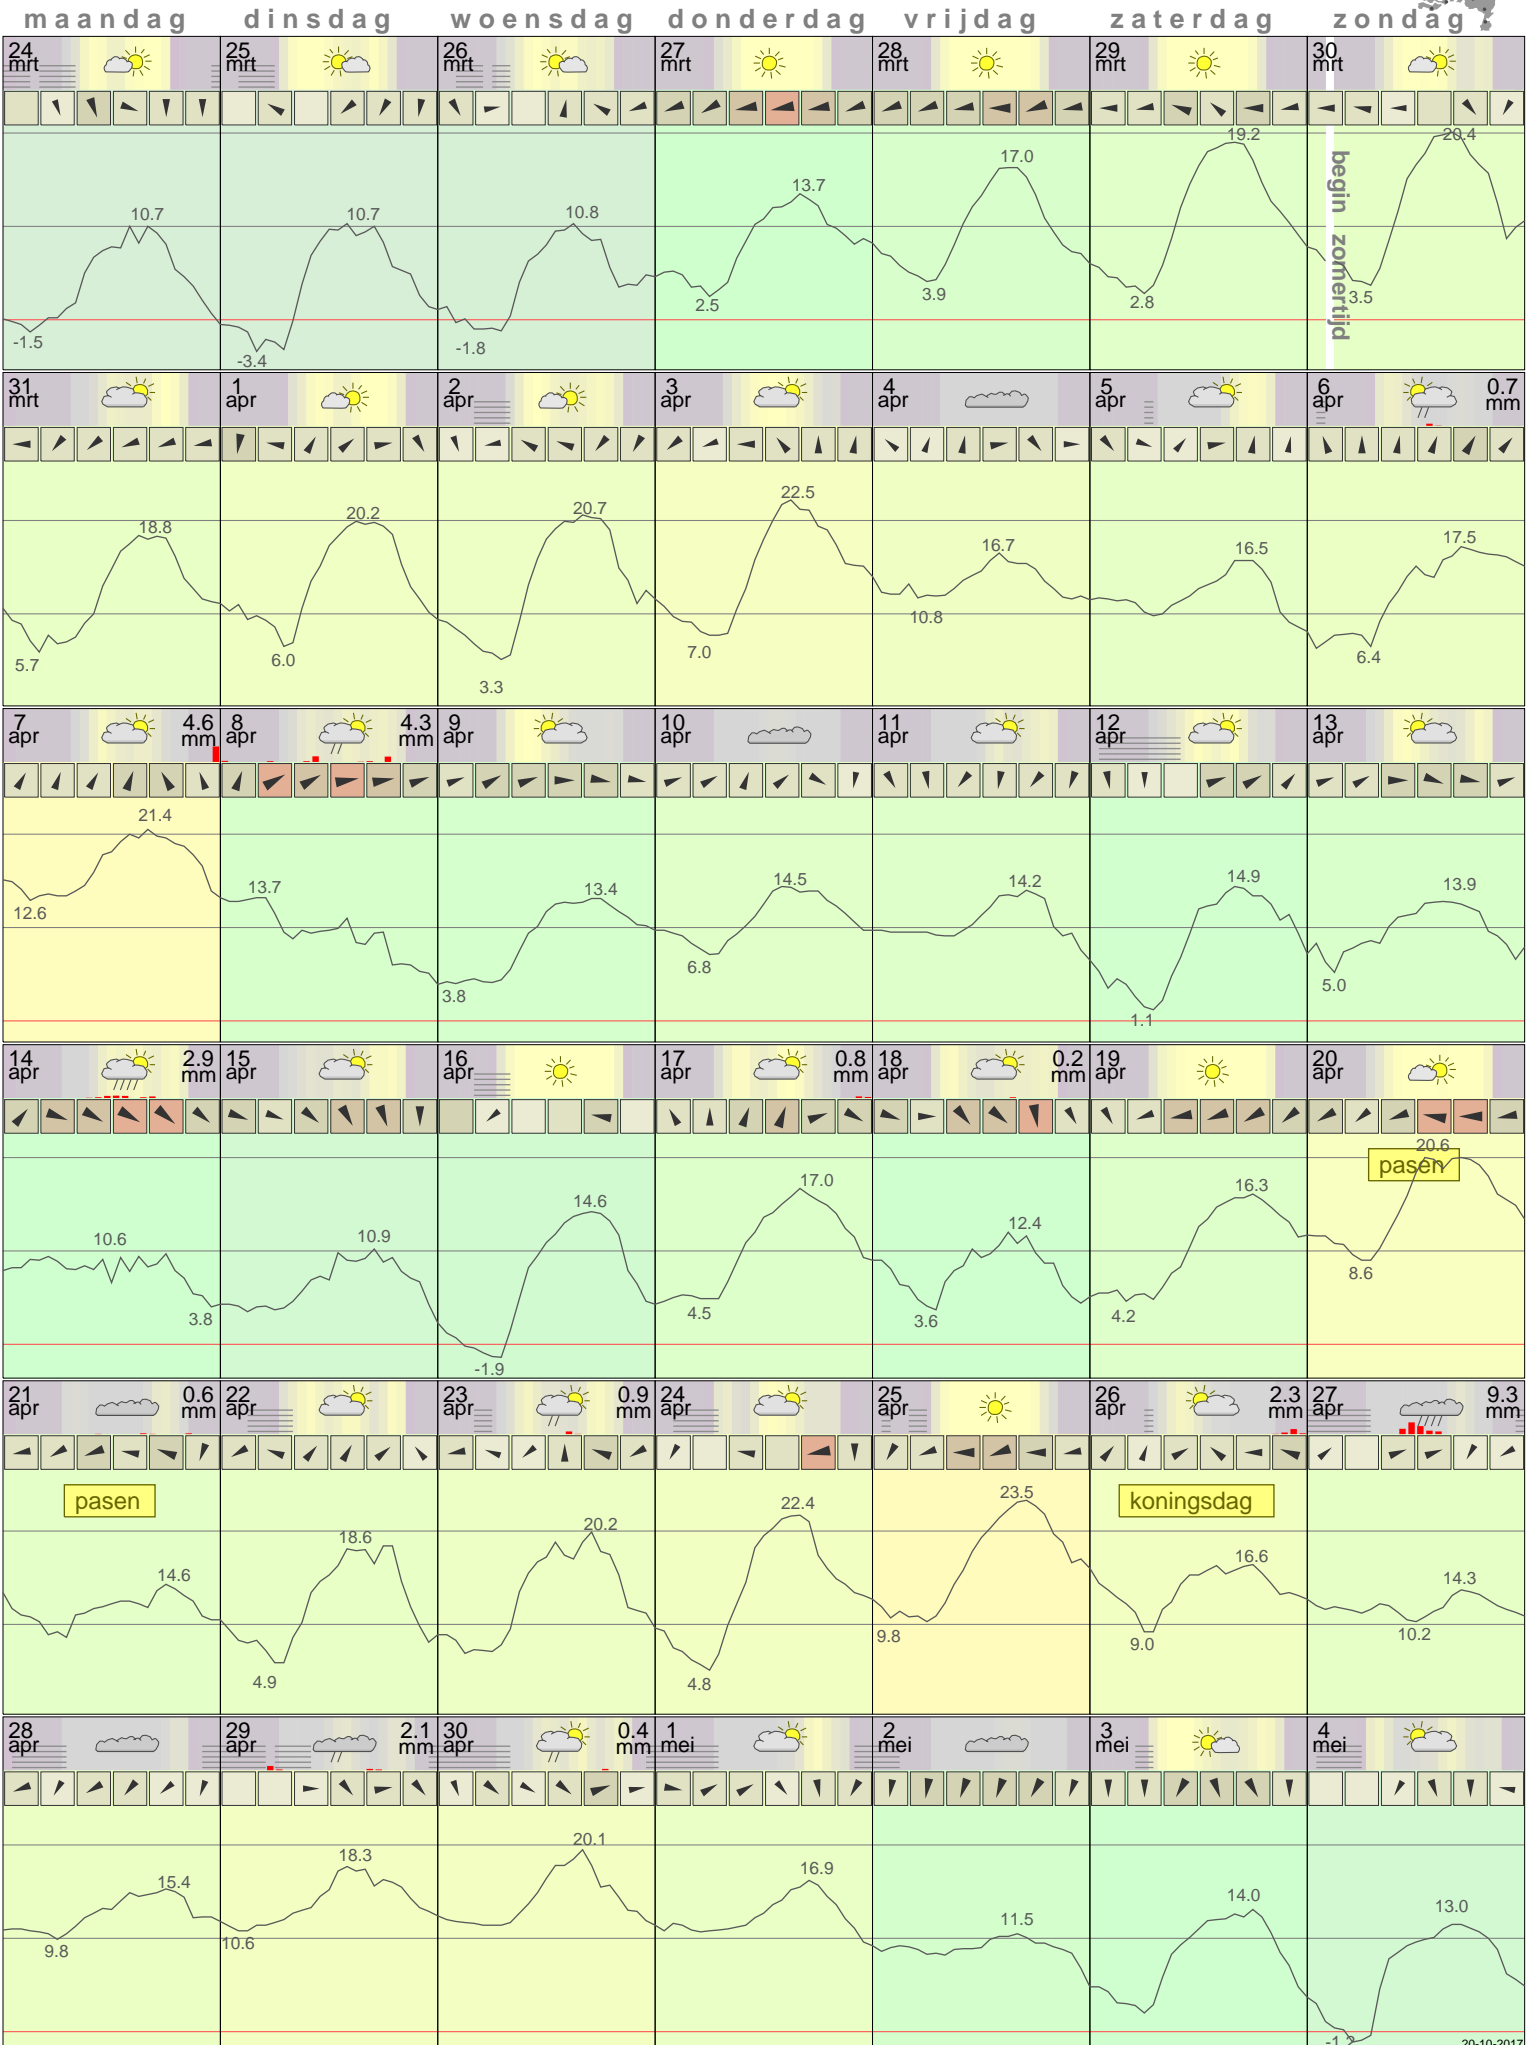 maandag dinsdag woensdag donderdag vrijdag zaterdag zondag
24 25 26 27 28 29 30
mrt mrt mrt mrt mrt mrt mrt
10.7 10.7 10.8 13.7 17.0 19.2 20.4
-1.5 -3.4 -1.8 2.5 3.9 2.8 3.5
begin zomertijd
31 1 2 3 4 5 6 0.7
mrt apr apr apr apr apr apr mm
18.8 20.2 20.7 22.5 16.7 16.5 17.5
5.7 6.0 3.3 7.0 10.8 6.4
7 4.6 8 4.3 9 10 11 12 13
apr mm apr mm apr apr apr apr apr
21.4 13.7 13.4 14.5 14.2 14.9 13.9
12.6 3.8 6.8 1.1 5.0
14 2.9 15 16 17 0.8 18 0.2 19 20
apr mm apr apr apr mm apr mm apr apr
10.6 10.9 14.6 17.0 12.4 16.3 20.6
pasen
3.8 -1.9 4.5 3.6 4.2 8.6
21 0.6 22 23 0.9 24 25 26 2.3 27 9.3
apr mm apr apr mm apr apr apr mm apr mm
pasen koningsdag
14.6 18.6 20.2 22.4 23.5 16.6 14.3
4.9 4.8 9.8 9.0 10.2
28 29 2.1 30 0.4 1 2 3 4
apr apr mm apr mm mei mei mei mei
15.4 18.3 20.1 16.9 11.5 14.0 13.0
9.8 10.6 -1.2
20-10-2017